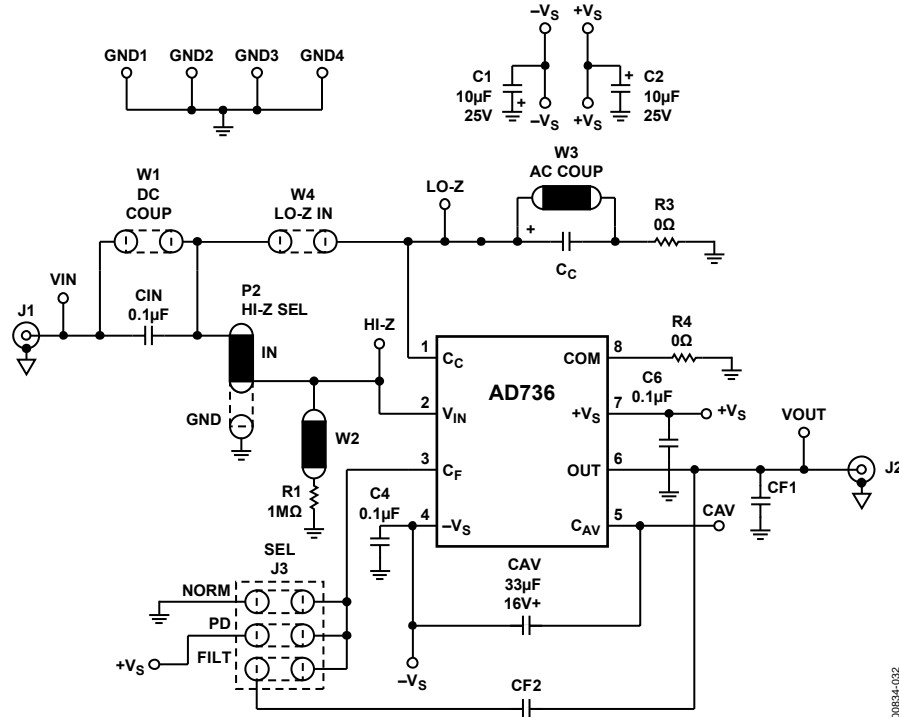 –VS +VS
GND1 GND2 GND3 GND4
C1
10µF
25V
+
–VS
+VS
+
C2
10µF
25V
W1
DC
COUP
W4
LO-Z IN
LO-Z
W3
AC COUP
+
CC
R3
0Ω
J1
VIN
CIN
0.1µF
P2
HI-Z SEL
IN
GND
HI-Z
W2
R1
1MΩ
AD736
1 CC
2 VIN
3 CF
4 –VS
8 COM
7 +VS
6 OUT
5 CAV
R4
0Ω
C6
0.1µF
+VS
VOUT
J2
CF1
CAV
C4
0.1µF
CAV
33µF
16V+
–VS
SEL
J3
NORM
PD
FILT
+VS
CF2
00834-032